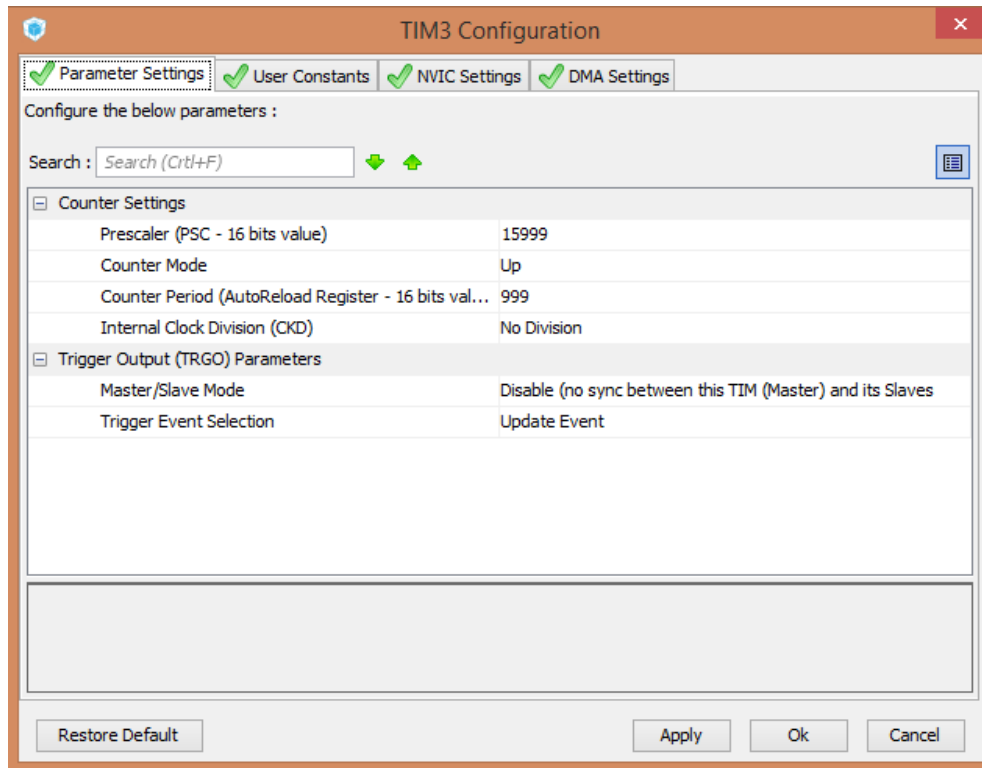 TIM3 Configuration
Parameter Settings User Constants NVIC Settings DMA Settings
Configure the below parameters :
Search : Search (Crtl+F)
Counter Settings
Prescaler (PSC - 16 bits value) 15999
Counter Mode Up
Counter Period (AutoReload Register - 16 bits val... 999
Internal Clock Division (CKD) No Division
Trigger Output (TRGO) Parameters
Master/Slave Mode Disable (no sync between this TIM (Master) and its Slaves
Trigger Event Selection Update Event
Restore Default Apply Ok Cancel